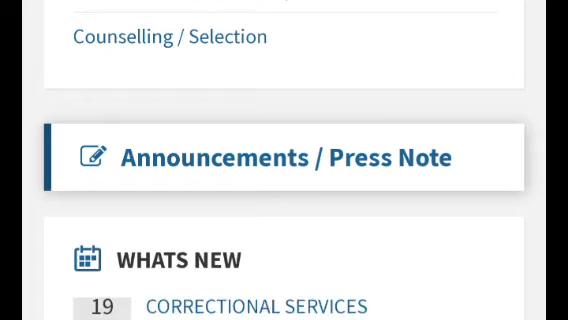 Counselling / Selection
Announcements / Press Note
WHATS NEW
19 CORRECTIONAL SERVICES